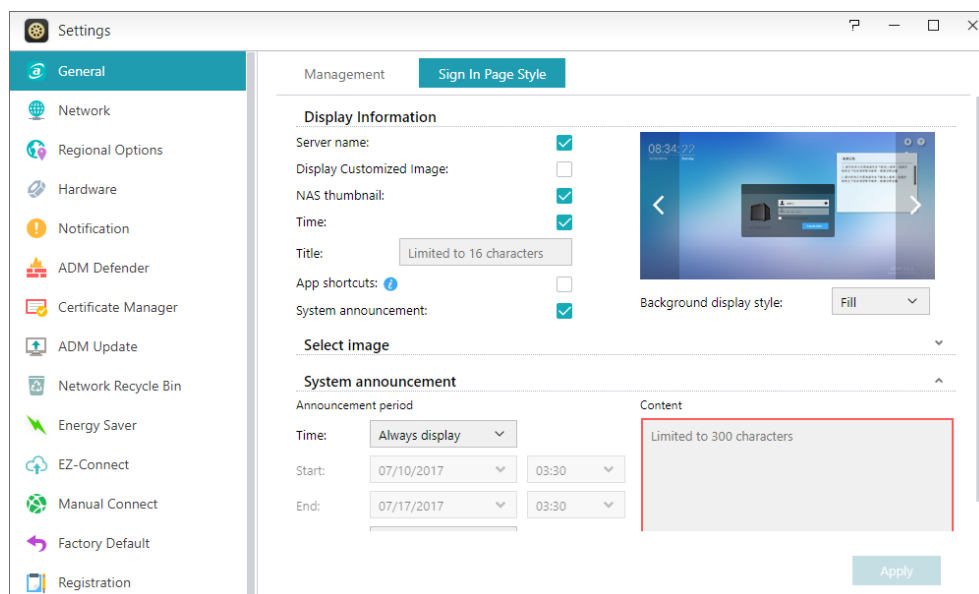 Settings
General
Network
Regional Options
Hardware
Notification
ADM Defender
Certificate Manager
ADM Update
Network Recycle Bin
Energy Saver
EZ-Connect
Manual Connect
Factory Default
Registration
Management
Sign In Page Style
Display Information
Server name:
Display Customized Image:
NAS thumbnail:
Time:
Title:
Limited to 16 characters
App shortcuts:
System announcement:
08:34:22
Background display style:
Fill
Select image
System announcement
Announcement period
Time:
Always display
Start:
07/10/2017
03:30
End:
07/17/2017
03:30
Content
Limited to 300 characters
Apply